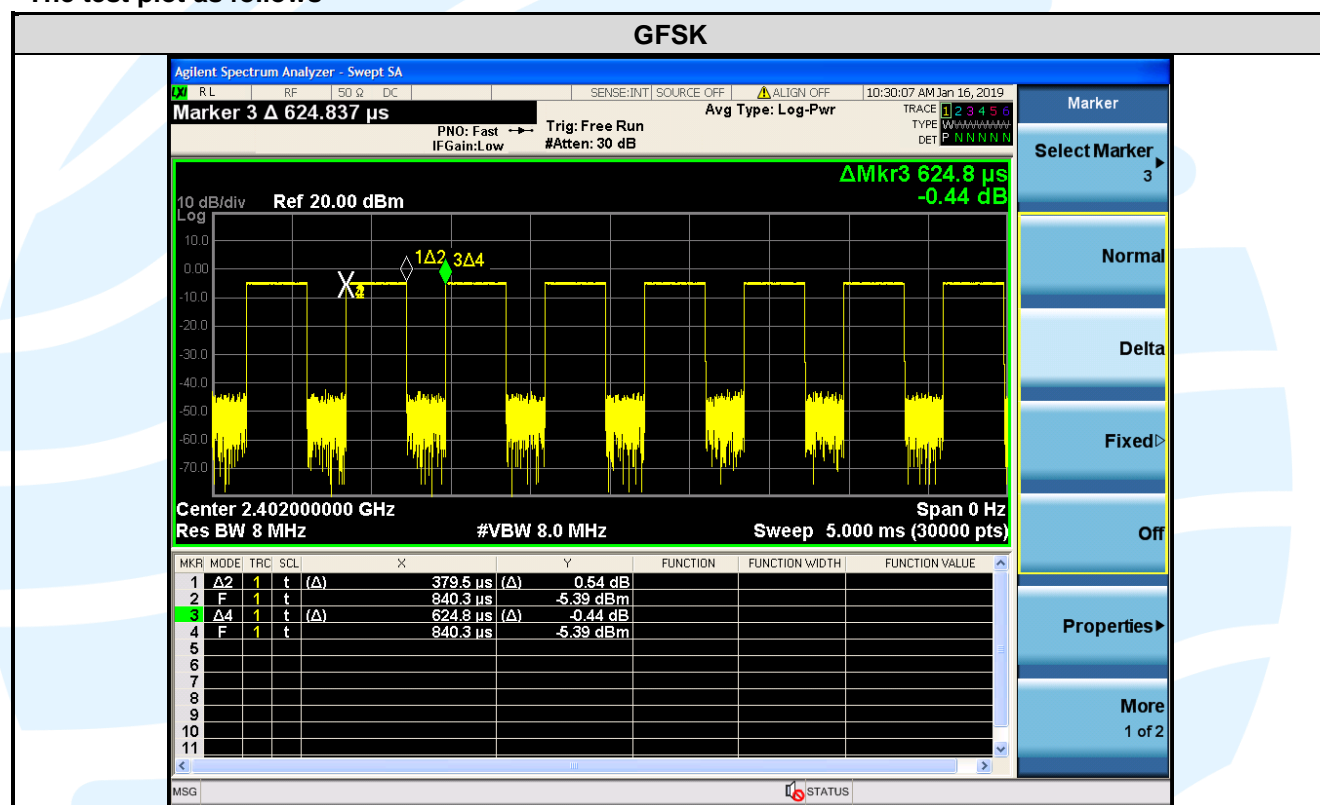 The test plot as follows
GFSK
Agilent Spectrum Analyzer - Swept SA
LXI RL RF 50 Ω DC SENSE:INT SOURCE OFF ALIGN OFF 10:30:07 AM Jan 16, 2019
Marker 3 Δ 624.837 µs
PNO: Fast
IFGain:Low
Trig: Free Run
#Atten: 30 dB
Avg Type: Log-Pwr
TRACE 1 2 3 4 5 6
TYPE WWWWWW
DET P N N N N N
ΔMkr3 624.8 µs
-0.44 dB
10 dB/div Ref 20.00 dBm
Log
10.0
0.00
-10.0
-20.0
-30.0
-40.0
-50.0
-60.0
-70.0
1Δ2 3Δ4
X
Center 2.402000000 GHz Span 0 Hz
Res BW 8 MHz #VBW 8.0 MHz Sweep 5.000 ms (30000 pts)
MKR MODE TRC SCL X Y FUNCTION FUNCTION WIDTH FUNCTION VALUE
1 Δ2 1 t (Δ) 379.5 µs (Δ) 0.54 dB
2 F 1 t 840.3 µs -5.39 dBm
3 Δ4 1 t (Δ) 624.8 µs (Δ) -0.44 dB
4 F 1 t 840.3 µs -5.39 dBm
5
6
7
8
9
10
11
MSG STATUS
Marker
Select Marker
3
Normal
Delta
Fixed
Off
Properties
More
1 of 2